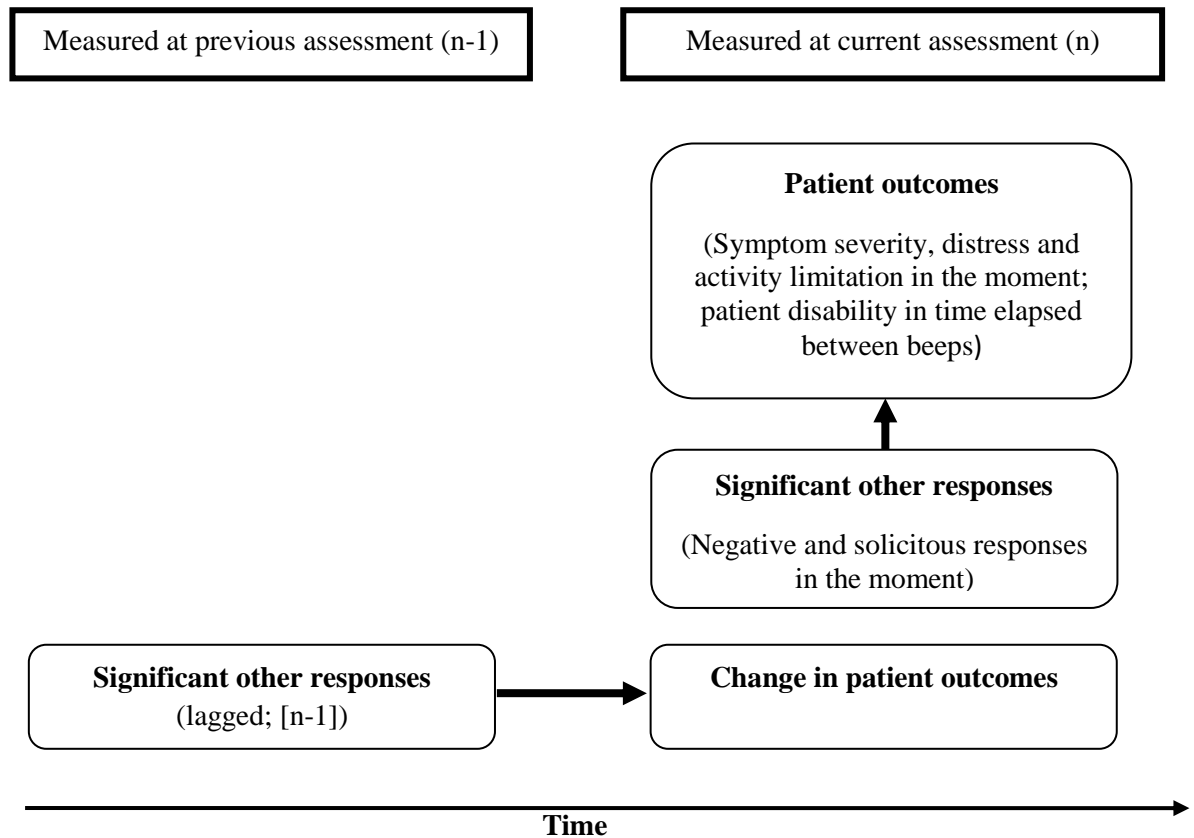 Measured at previous assessment (n-1)
Measured at current assessment (n)
Patient outcomes
(Symptom severity, distress and
activity limitation in the moment;
patient disability in time elapsed
between beeps)
Significant other responses
(Negative and solicitous responses
in the moment)
Significant other responses
(lagged; [n-1])
Change in patient outcomes
Time